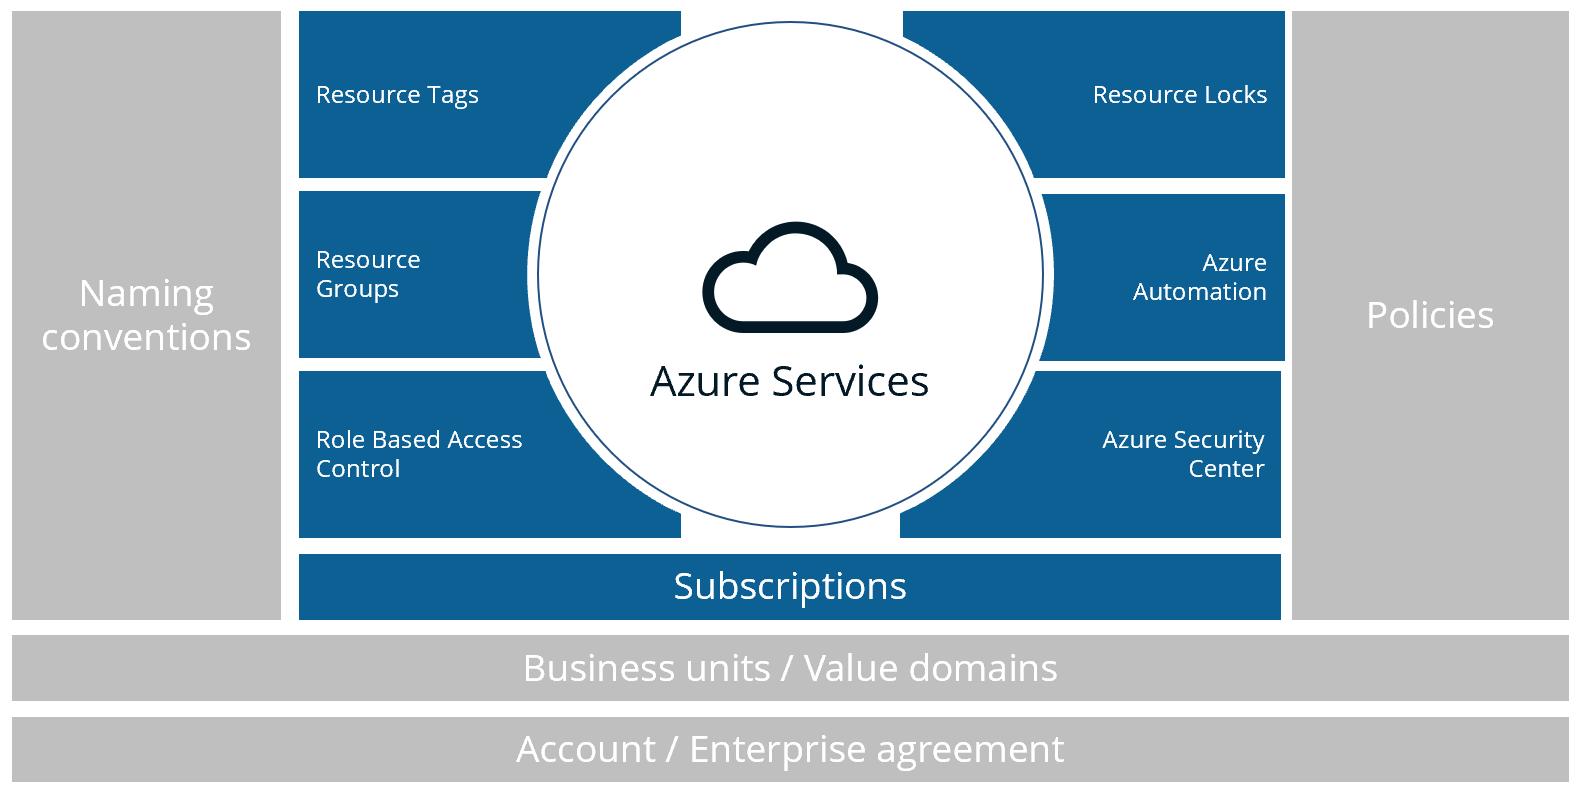 Naming
conventions
Resource Tags
Resource
Groups
Role Based Access
Control
Azure Services
Resource Locks
Azure
Automation
Azure Security
Center
Policies
Subscriptions
Business units / Value domains
Account / Enterprise agreement